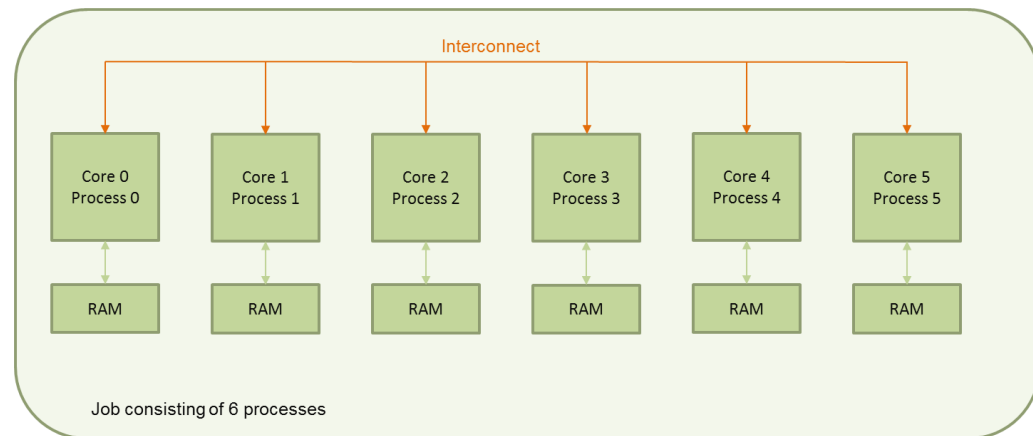 Interconnect
Core 0
Process 0
Core 1
Process 1
Core 2
Process 2
Core 3
Process 3
Core 4
Process 4
Core 5
Process 5
RAM
RAM
RAM
RAM
RAM
RAM
Job consisting of 6 processes